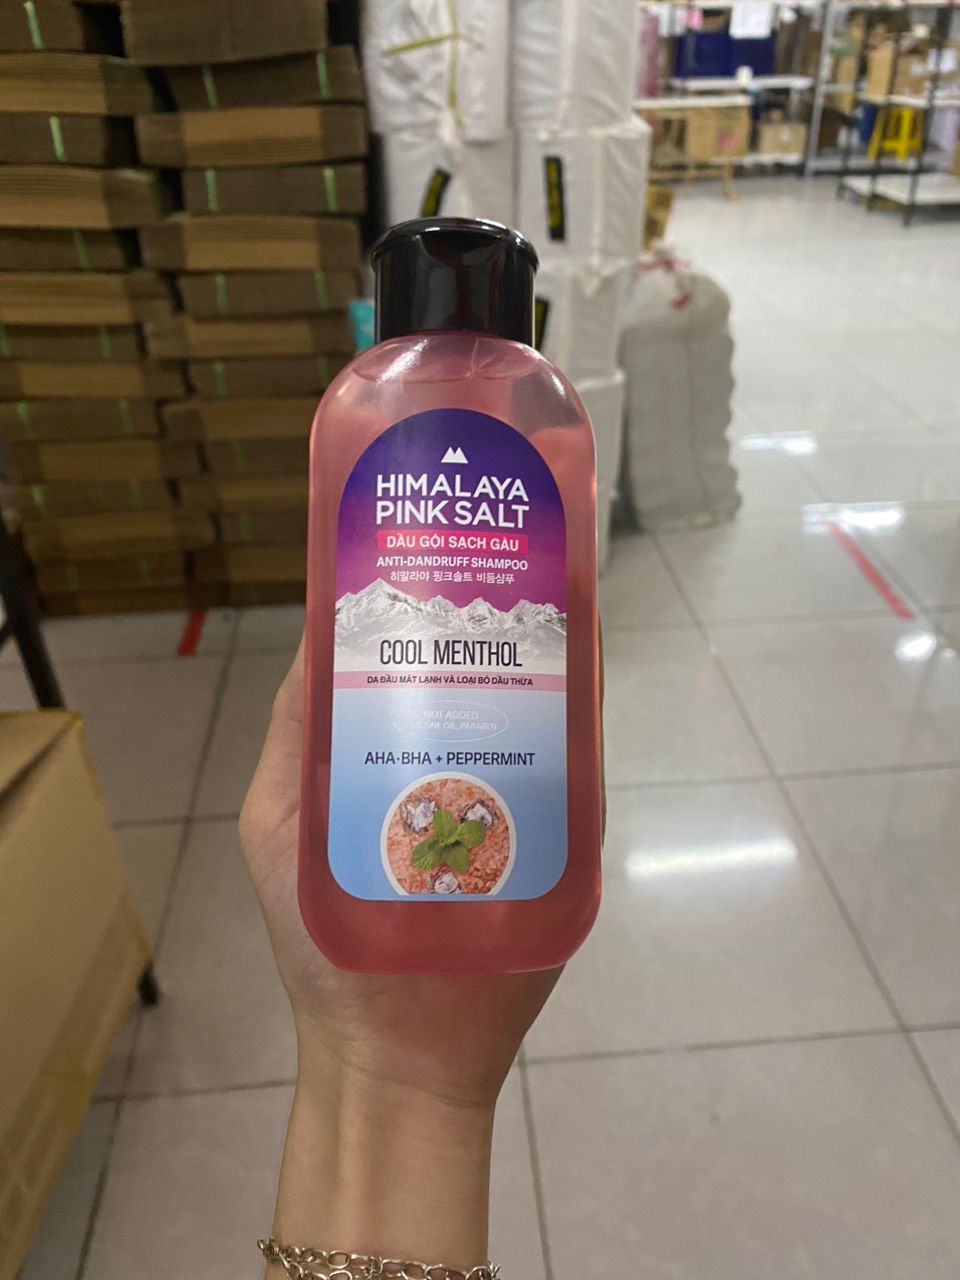 HIMALAYA
PINK SALT
DẦU GỘI SẠCH GÀU
ANTI-DANDRUFF SHAMPOO
히말라야 핑크솔트 비듬샴푸
COOL MENTHOL
DA ĐẦU MÁT LẠNH VÀ LOẠI BỎ DẦU THỪA
NOT ADDED
OIL, PARABEN
AHA·BHA + PEPPERMINT